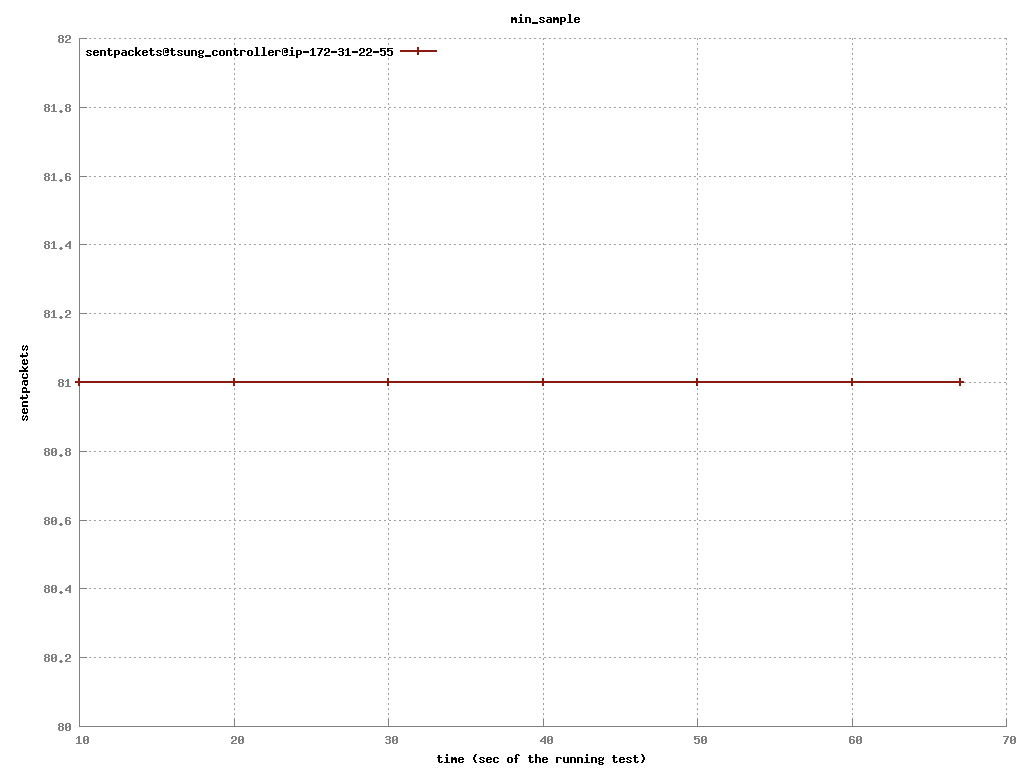 min_sample
sentpackets@tsung_controller@ip-172-31-22-55
82
81.8
81.6
81.4
81.2
81
80.8
80.6
80.4
80.2
80
sentpackets
10 20 30 40 50 60 70
time (sec of the running test)